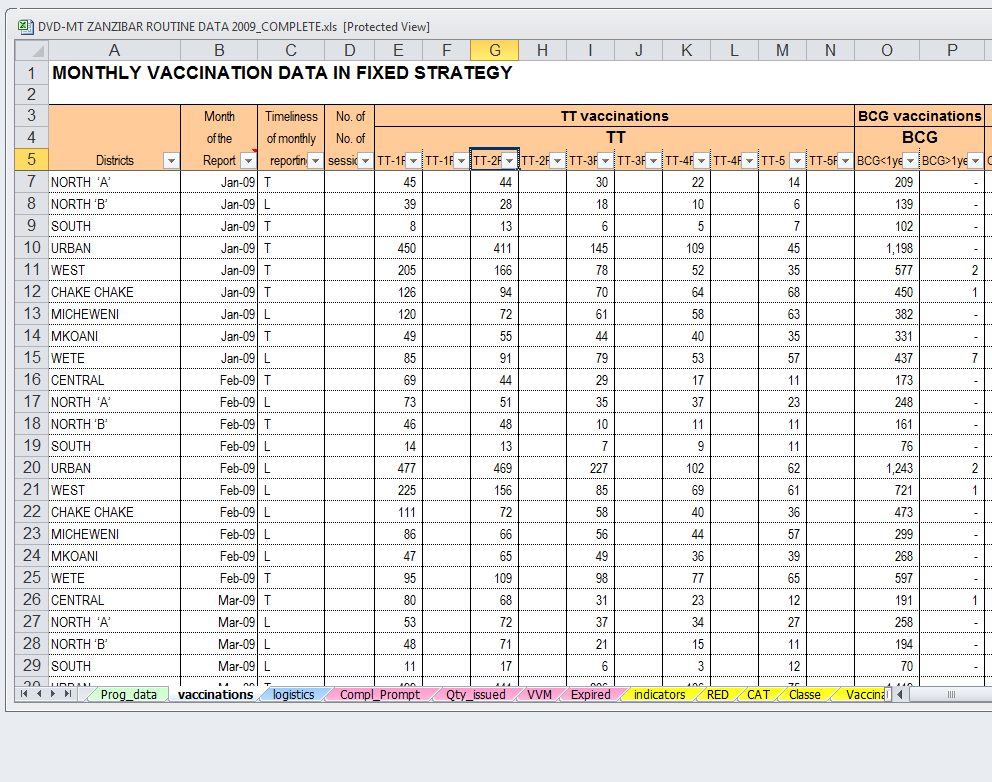 DVD-MT ZANZIBAR ROUTINE DATA 2009_COMPLETE.xls [Protected View]
A B C D E F G H I J K L M N O P
1 MONTHLY VACCINATION DATA IN FIXED STRATEGY
2
3 Month Timeliness No. of TT vaccinations BCG vaccinations
4 of the of monthly No. of TT BCG
5 Districts Report reporting sessic TT-1F TT-1F TT-2F TT-2F TT-3F TT-3F TT-4F TT-4F TT-5 TT-5F BCG<1ye BCG>1ye
7 NORTH 'A' Jan-09 T 45 44 30 22 14 209 -
8 NORTH 'B' Jan-09 L 39 28 18 10 6 139 -
9 SOUTH Jan-09 T 8 13 6 5 7 102 -
10 URBAN Jan-09 T 450 411 145 109 45 1,198 -
11 WEST Jan-09 T 205 166 78 52 35 577 2
12 CHAKE CHAKE Jan-09 T 126 94 70 64 68 450 1
13 MICHEWENI Jan-09 L 120 72 61 58 63 382 -
14 MKOANI Jan-09 T 49 55 44 40 35 331 -
15 WETE Jan-09 L 85 91 79 53 57 437 7
16 CENTRAL Feb-09 T 69 44 29 17 11 173 -
17 NORTH 'A' Feb-09 L 73 51 35 37 23 248 -
18 NORTH 'B' Feb-09 T 46 48 10 11 11 161 -
19 SOUTH Feb-09 L 14 13 7 9 11 76 -
20 URBAN Feb-09 L 477 469 227 102 62 1,243 2
21 WEST Feb-09 L 225 156 85 69 61 721 1
22 CHAKE CHAKE Feb-09 L 111 72 58 40 36 473 -
23 MICHEWENI Feb-09 L 86 66 56 44 57 299 -
24 MKOANI Feb-09 L 47 65 49 36 39 268 -
25 WETE Feb-09 T 95 109 98 77 65 597 -
26 CENTRAL Mar-09 T 80 68 31 23 12 191 1
27 NORTH 'A' Mar-09 L 53 72 37 34 27 258 -
28 NORTH 'B' Mar-09 L 48 71 21 15 11 194 -
29 SOUTH Mar-09 L 11 17 6 3 12 70 -
Prog_data vaccinations logistics Compl_Prompt Qty_issued VVM Expired indicators RED CAT Classe Vaccina